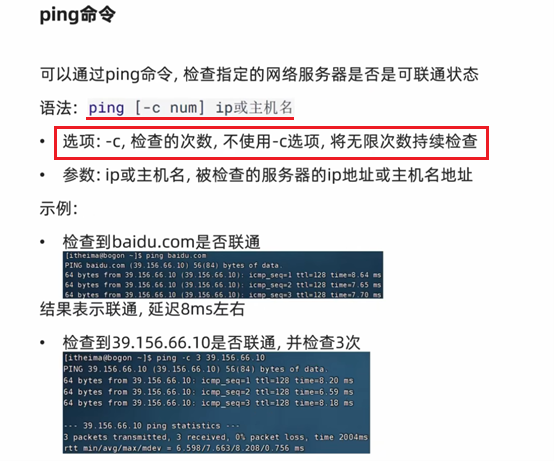 ping命令
可以通过ping命令, 检查指定的网络服务器是否是可联通状态
语法: ping [-c num] ip或主机名
• 选项: -c, 检查的次数, 不使用-c选项, 将无限次数持续检查
• 参数: ip或主机名, 被检查的服务器的ip地址或主机名地址
示例:
• 检查到baidu.com是否联通
[itheima@bogon ~]$ ping baidu.com
PING baidu.com (39.156.66.10) 56(84) bytes of data.
64 bytes from 39.156.66.10 (39.156.66.10): icmp_seq=1 ttl=128 time=8.64 ms
64 bytes from 39.156.66.10 (39.156.66.10): icmp_seq=2 ttl=128 time=7.65 ms
64 bytes from 39.156.66.10 (39.156.66.10): icmp_seq=3 ttl=128 time=7.70 ms
结果表示联通, 延迟8ms左右
• 检查到39.156.66.10是否联通, 并检查3次
[itheima@bogon ~]$ ping -c 3 39.156.66.10
PING 39.156.66.10 (39.156.66.10) 56(84) bytes of data.
64 bytes from 39.156.66.10: icmp_seq=1 ttl=128 time=8.20 ms
64 bytes from 39.156.66.10: icmp_seq=2 ttl=128 time=6.59 ms
64 bytes from 39.156.66.10: icmp_seq=3 ttl=128 time=8.18 ms
--- 39.156.66.10 ping statistics ---
3 packets transmitted, 3 received, 0% packet loss, time 2004ms
rtt min/avg/max/mdev = 6.598/7.663/8.208/0.756 ms